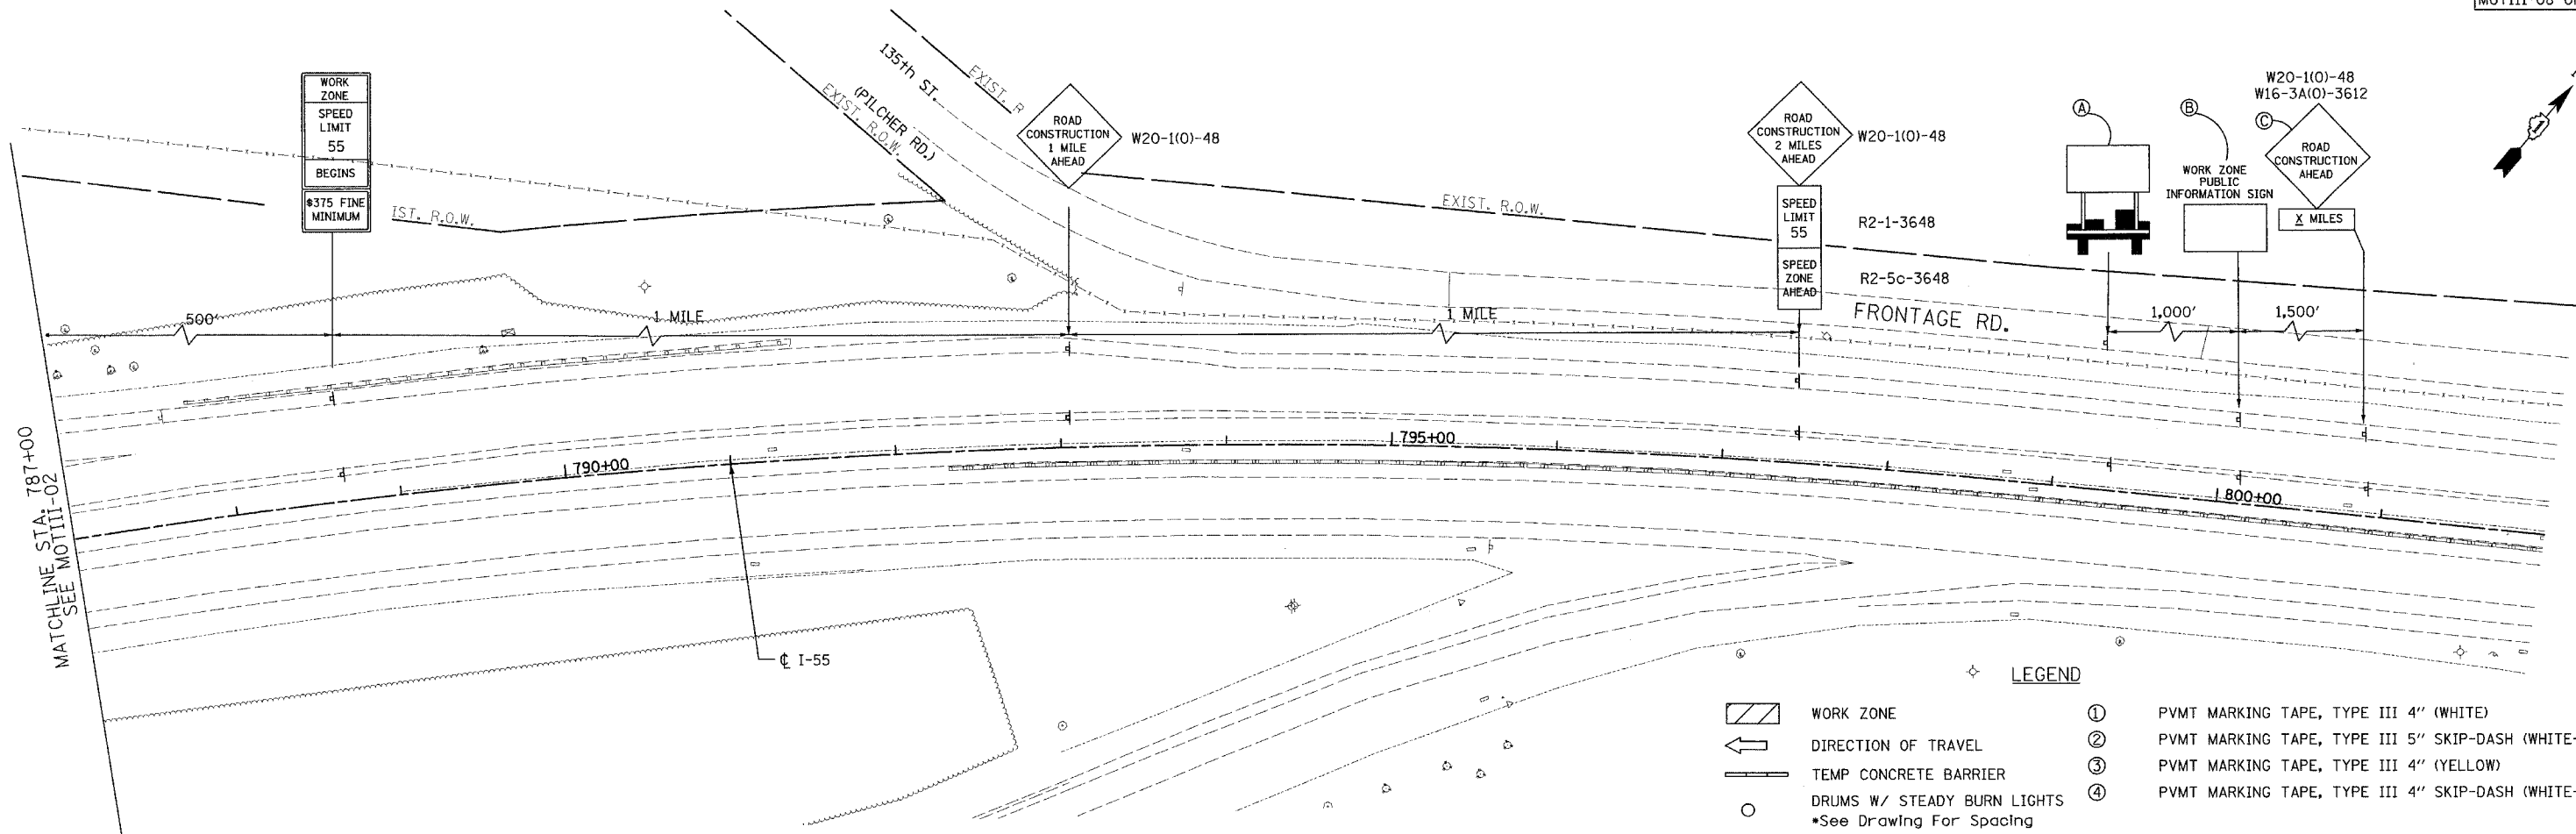 WORK
ZONE
SPEED
LIMIT
55
BEGINS
$375 FINE
MINIMUM
IST. R.O.W.
135th ST.
(PILCHER RD.)
EXIST. R.O.W.
EXIST. R
ROAD
CONSTRUCTION
1 MILE
AHEAD
W20-1(O)-48
EXIST. R.O.W.
ROAD
CONSTRUCTION
2 MILES
AHEAD
W20-1(O)-48
SPEED
LIMIT
55
R2-1-3648
SPEED
ZONE
AHEAD
R2-5c-3648
A
B
WORK ZONE
PUBLIC
INFORMATION SIGN
W20-1(O)-48
W16-3A(O)-3612
C
ROAD
CONSTRUCTION
AHEAD
X MILES
500'
1 MILE
1 MILE
FRONTAGE RD.
1,000'
1,500'
MATCHLINE STA. 787+00
SEE MOTIII-02
790+00
795+00
800+00
℄ I-55
LEGEND
WORK ZONE
DIRECTION OF TRAVEL
TEMP CONCRETE BARRIER
DRUMS W/ STEADY BURN LIGHTS
*See Drawing For Spacing
1 PVMT MARKING TAPE, TYPE III 4" (WHITE)
2 PVMT MARKING TAPE, TYPE III 5" SKIP-DASH (WHITE-
3 PVMT MARKING TAPE, TYPE III 4" (YELLOW)
4 PVMT MARKING TAPE, TYPE III 4" SKIP-DASH (WHITE-